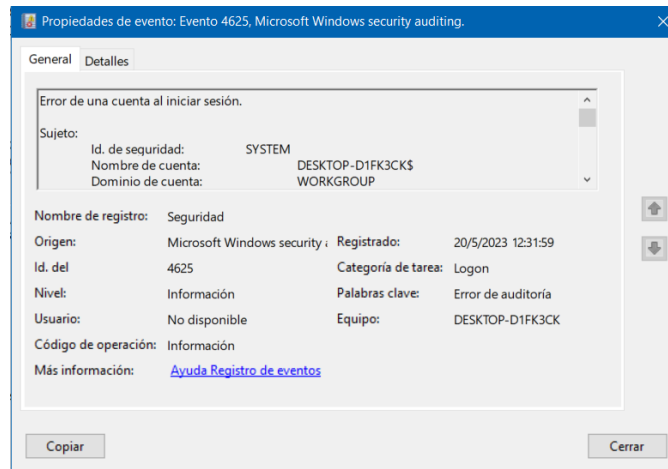 Propiedades de evento: Evento 4625, Microsoft Windows security auditing.
General Detalles
Error de una cuenta al iniciar sesión.
Sujeto:
Id. de seguridad: SYSTEM
Nombre de cuenta: DESKTOP-D1FK3CK$
Dominio de cuenta: WORKGROUP
Nombre de registro: Seguridad
Origen: Microsoft Windows security Registrado: 20/5/2023 12:31:59
Id. del 4625 Categoría de tarea: Logon
Nivel: Información Palabras clave: Error de auditoría
Usuario: No disponible Equipo: DESKTOP-D1FK3CK
Código de operación: Información
Más información: Ayuda Registro de eventos
Copiar Cerrar